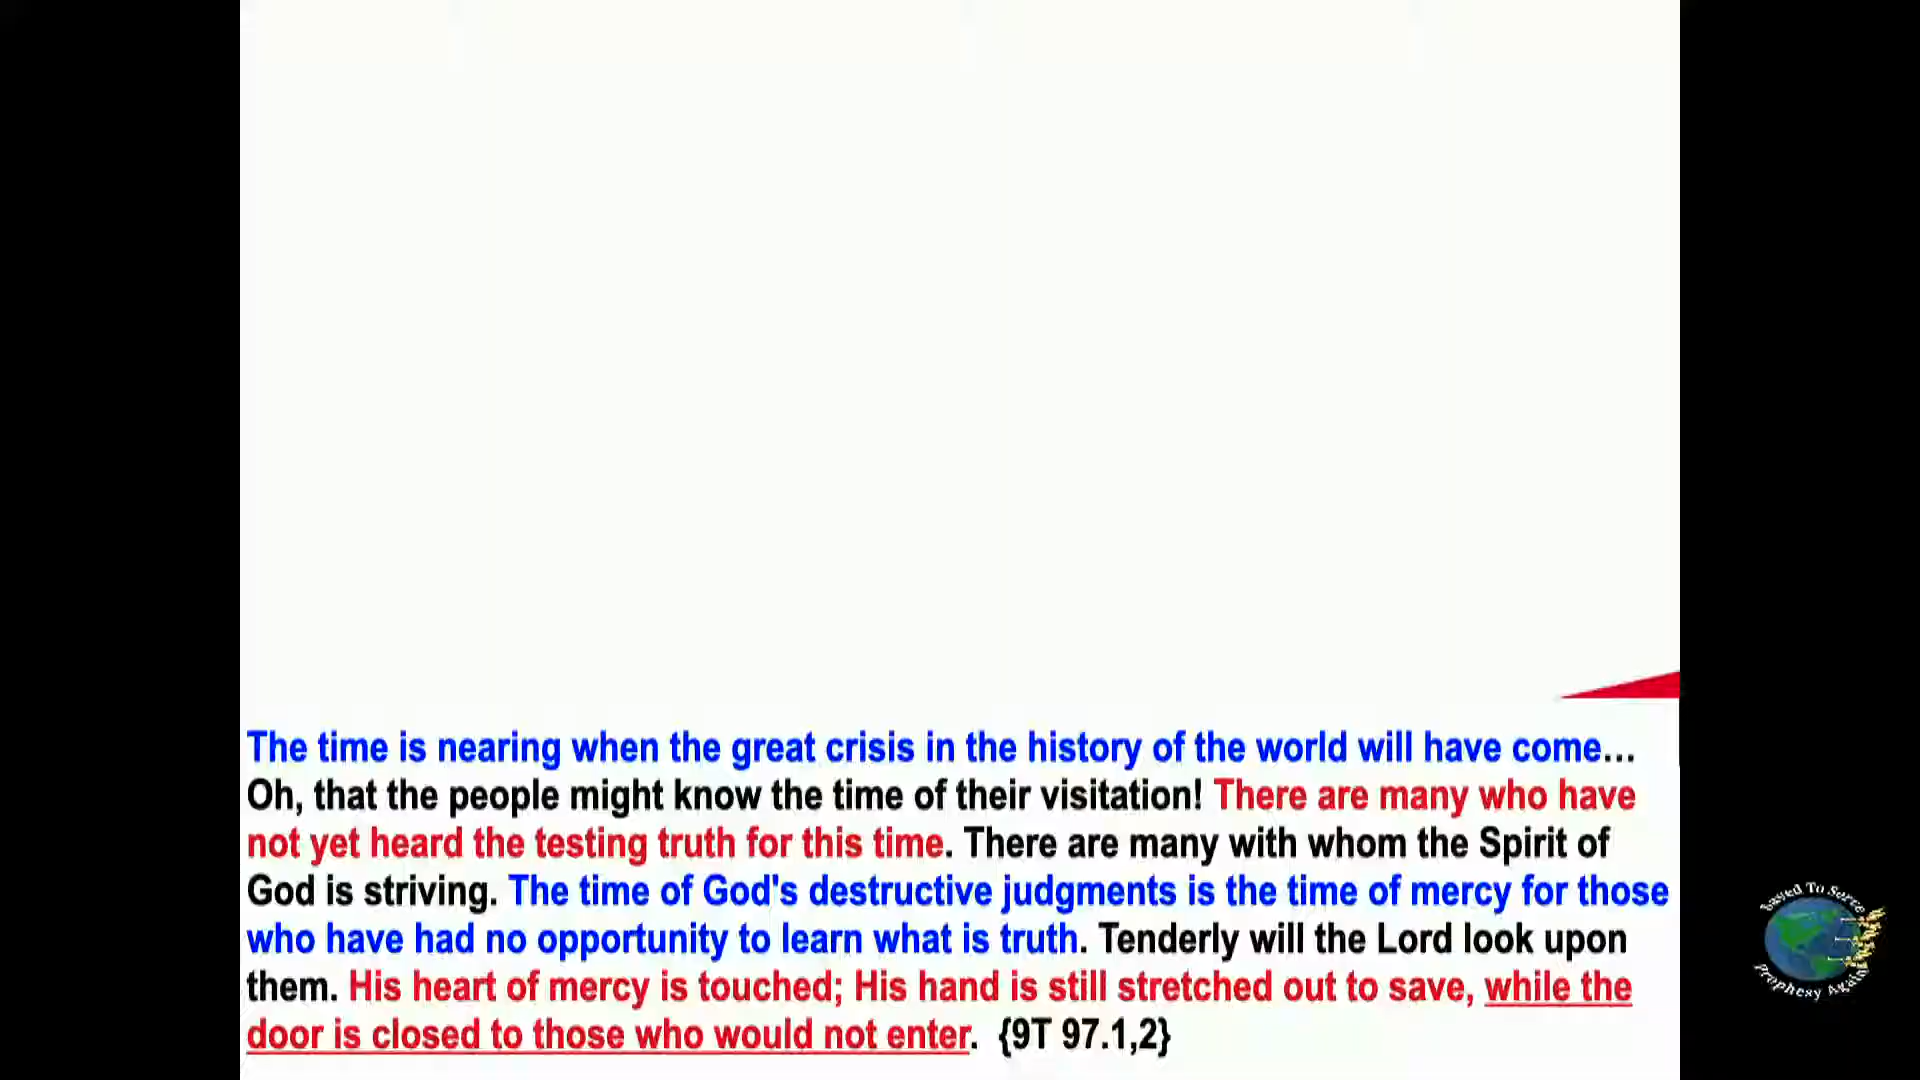 The time is nearing when the great crisis in the history of the world will have come...
Oh, that the people might know the time of their visitation! There are many who have
not yet heard the testing truth for this time. There are many with whom the Spirit of
God is striving. The time of God's destructive judgments is the time of mercy for those
who have had no opportunity to learn what is truth. Tenderly will the Lord look upon
them. His heart of mercy is touched; His hand is still stretched out to save, while the
door is closed to those who would not enter.  {9T 97.1,2}
To Serve
Prophesy Again